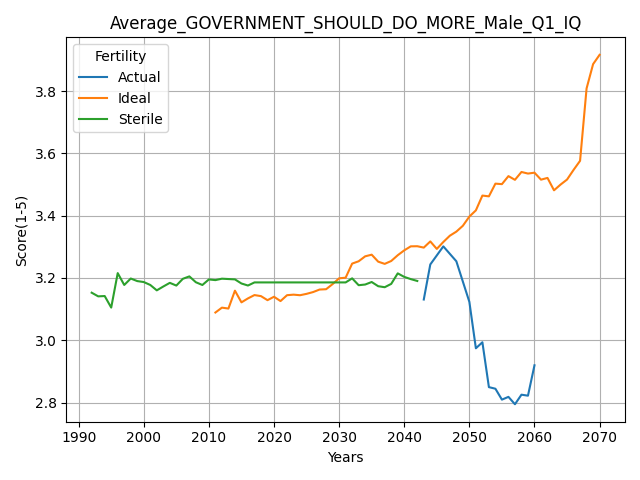 Average_GOVERNMENT_SHOULD_DO_MORE_Male_Q1_IQ
Fertility
Actual
Ideal
Sterile
Score(1-5)
3.8
3.6
3.4
3.2
3.0
2.8
1990 2000 2010 2020 2030 2040 2050 2060 2070
Years